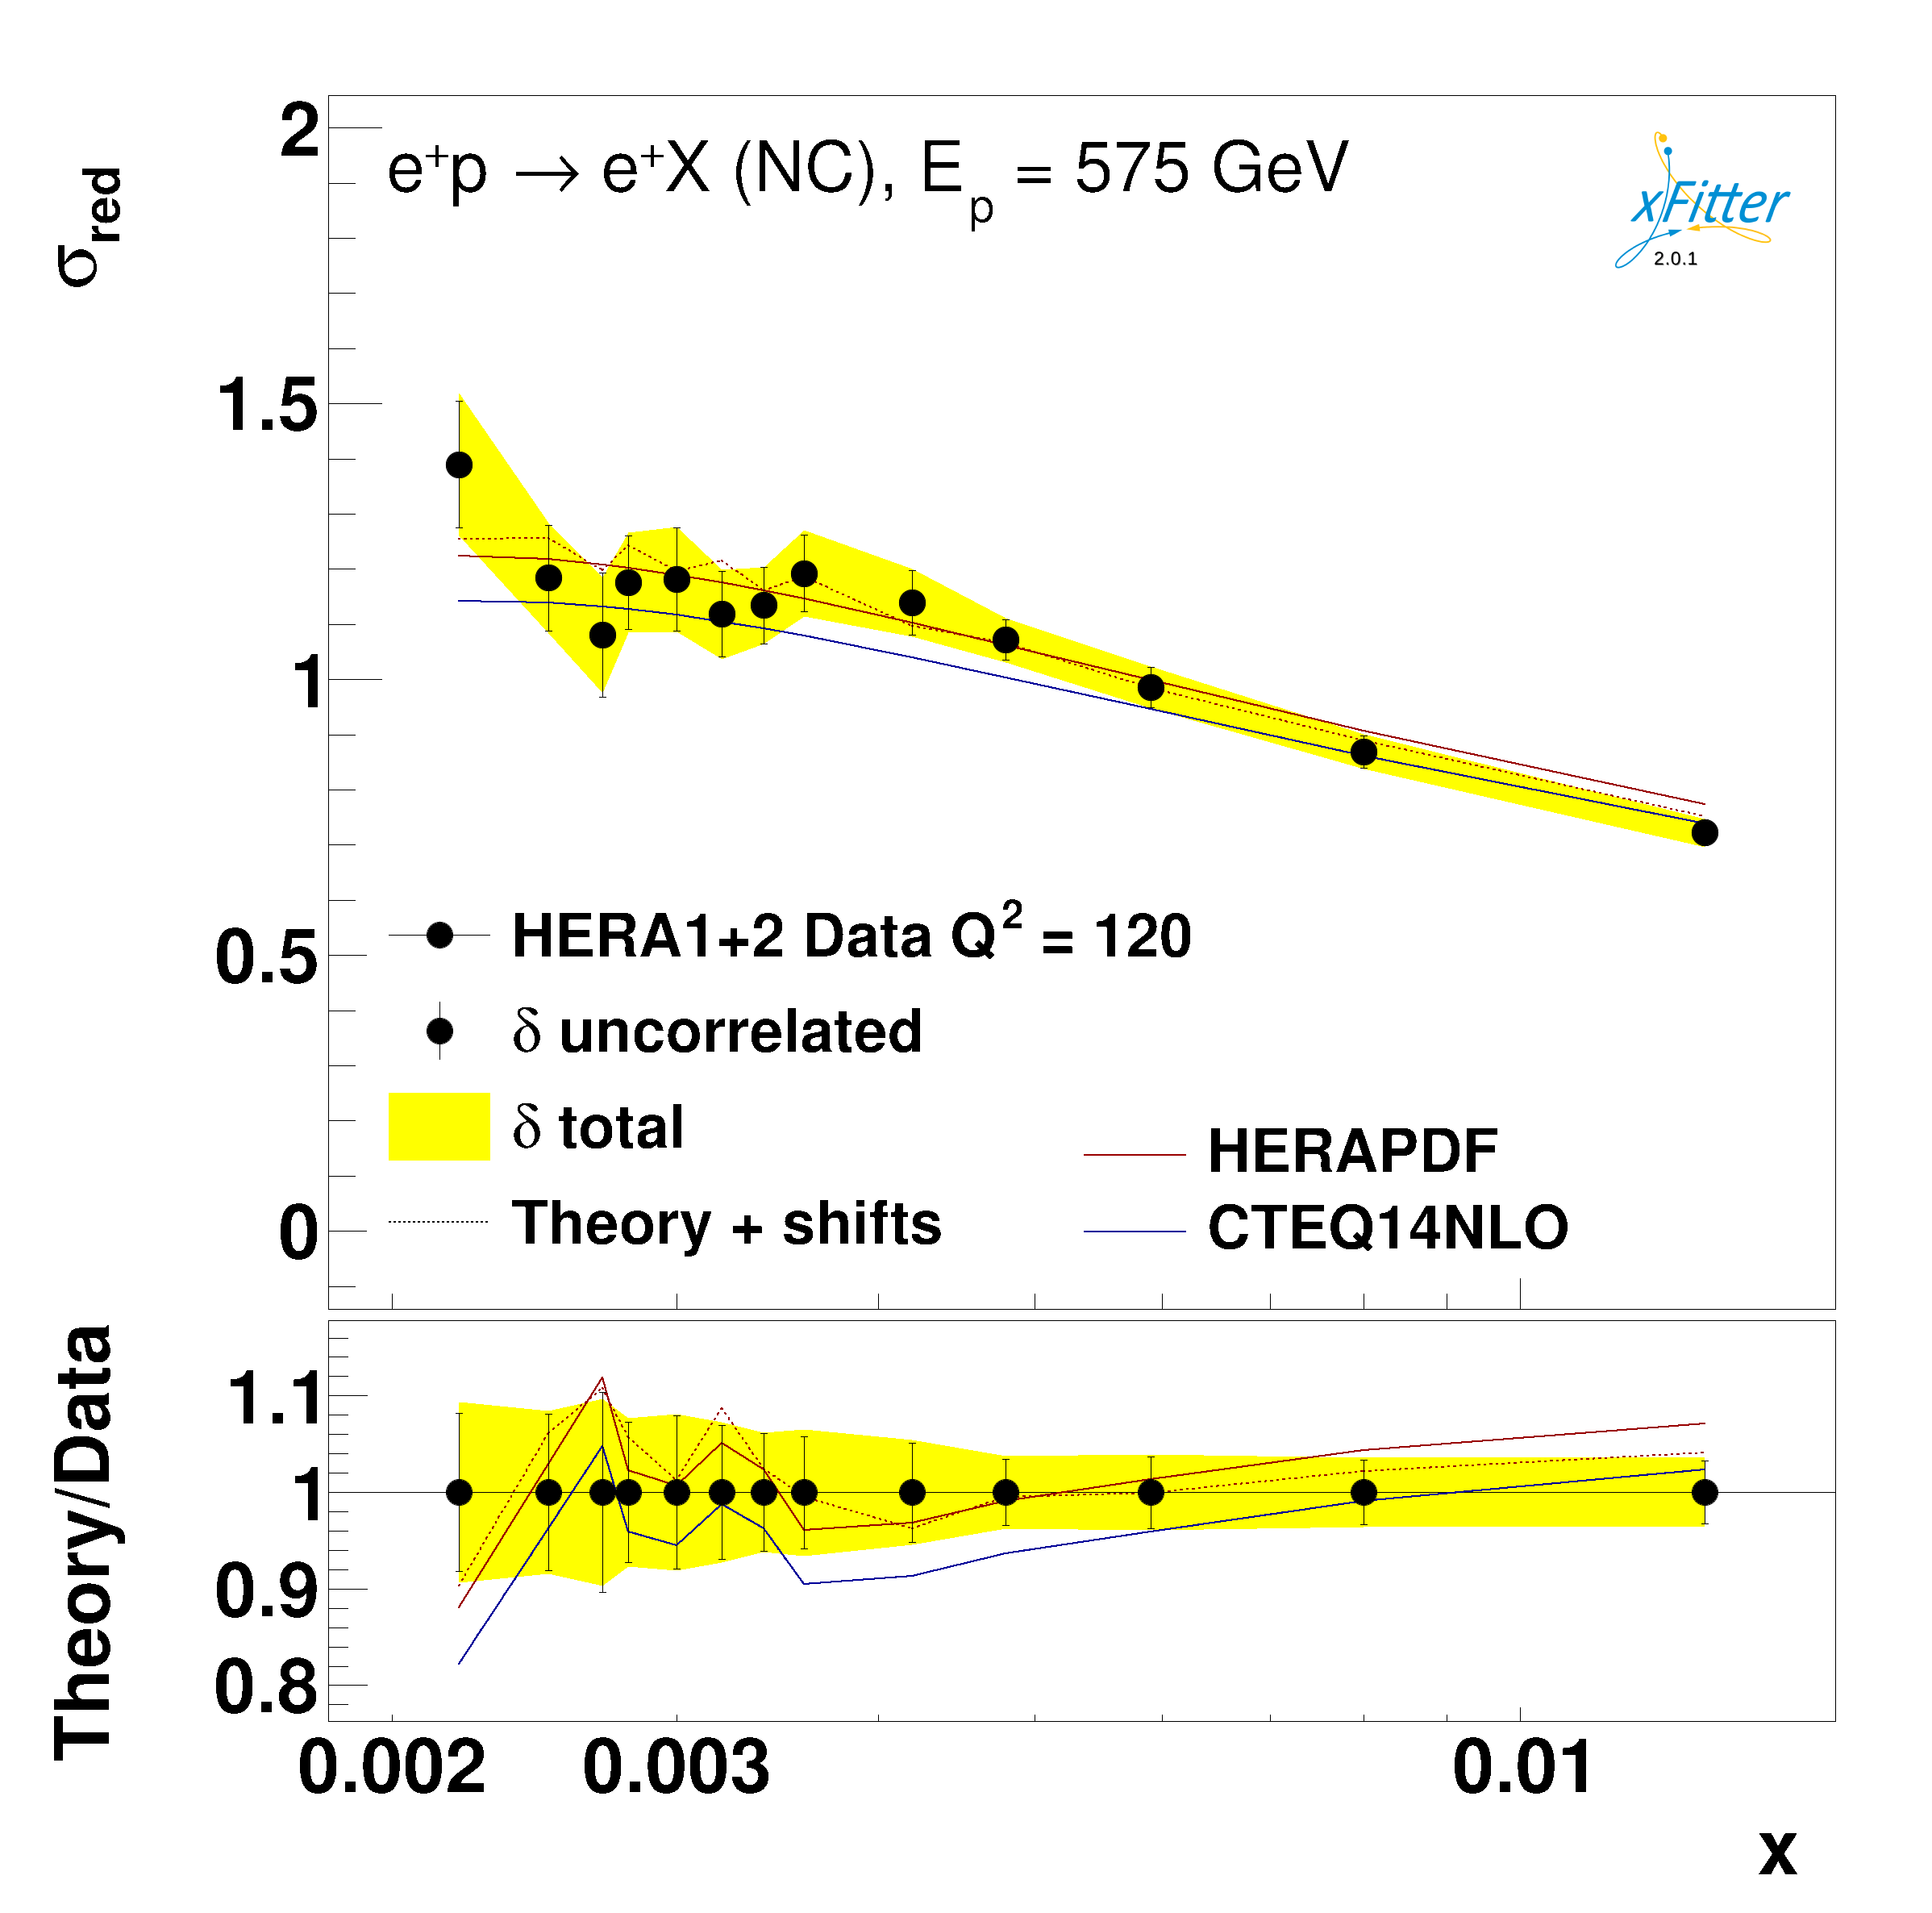 2
e⁺p → e⁺X (NC), Eₚ = 575 GeV
xFitter
2.0.1
σ_red
1.5
1
0.5
HERA1+2 Data Q² = 120
δ uncorrelated
δ total
HERAPDF
Theory + shifts
CTEQ14NLO
0
Theory/Data
1.1
1
0.9
0.8
0.002
0.003
0.01
x